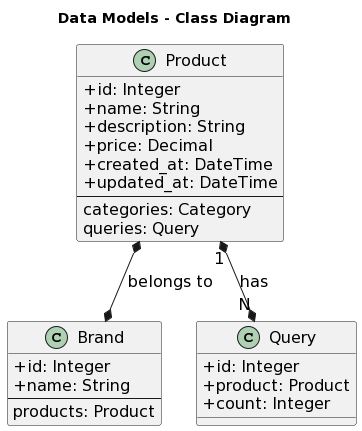 Data Models - Class Diagram
C Product
+id: Integer
+name: String
+description: String
+price: Decimal
+created_at: DateTime
+updated_at: DateTime
categories: Category
queries: Query
1
belongs to
has
N
C Brand
+id: Integer
+name: String
products: Product
C Query
+id: Integer
+product: Product
+count: Integer